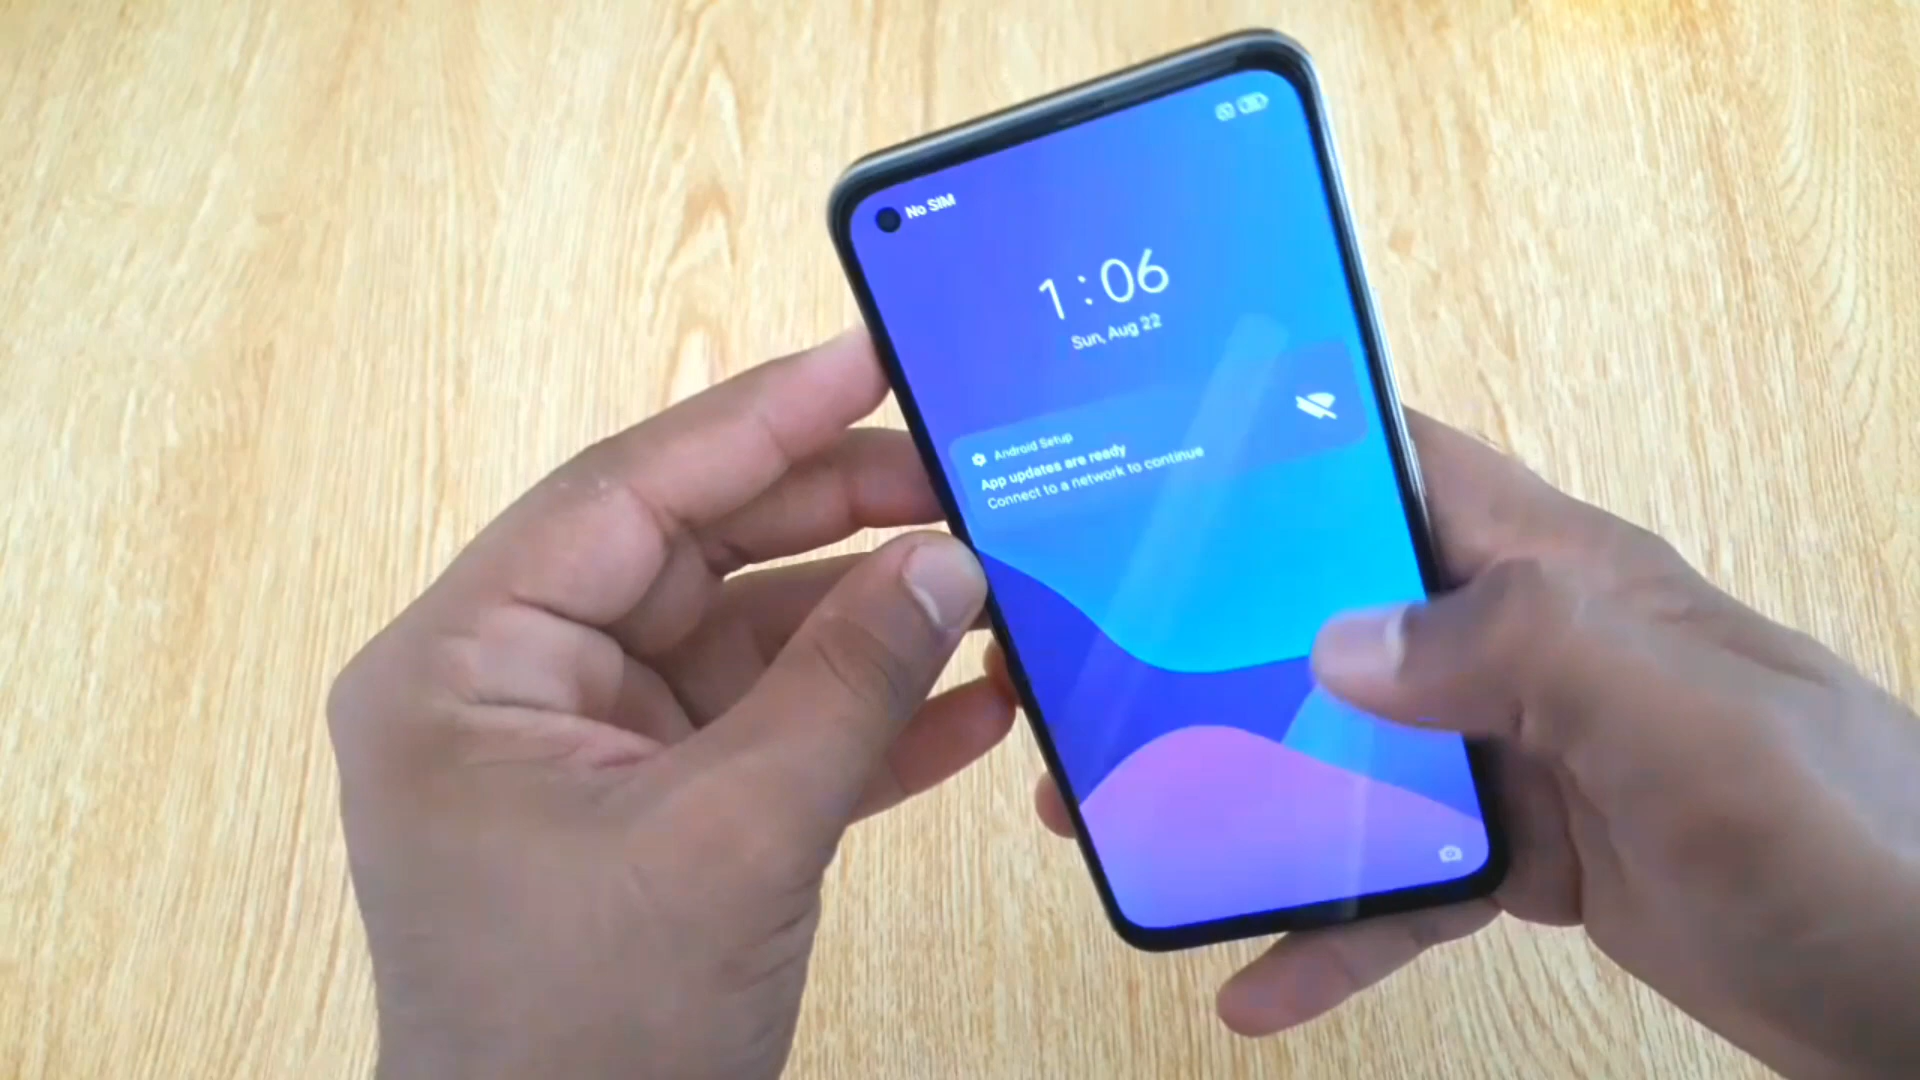 No SIM
1:06
Sun, Aug 22
Android Setup
App updates are ready
Connect to a network to continue